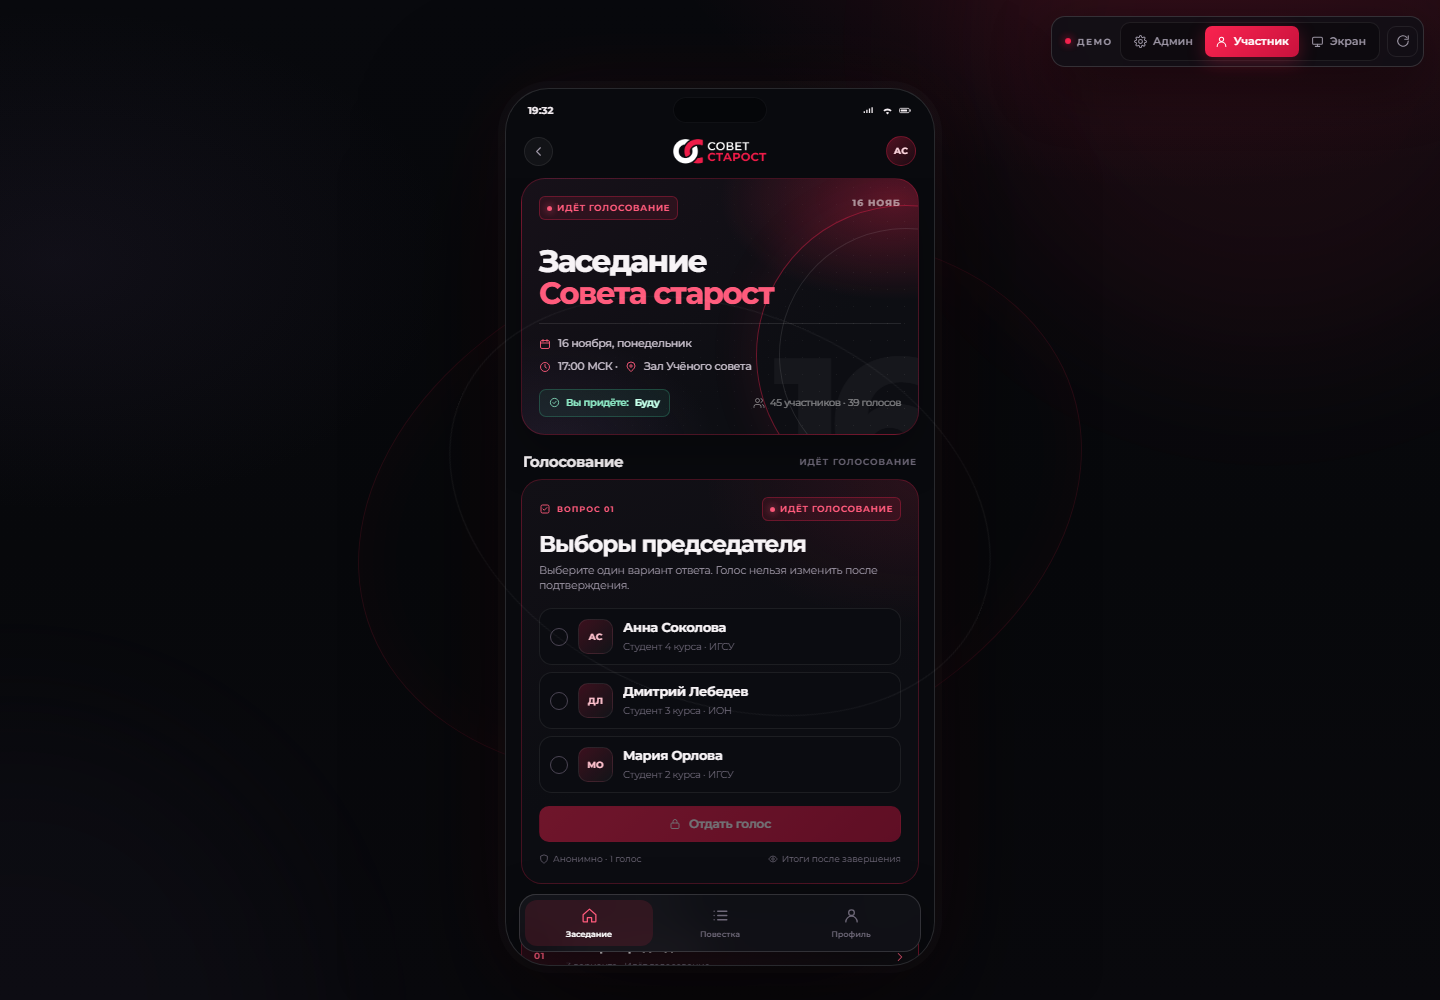 ДЕМО Админ Участник Экран
19:32
СОВЕТ
СТАРОСТ
АС
ИДЁТ ГОЛОСОВАНИЕ
16 НОЯБ
Заседание
Совета старост
16 ноября, понедельник
17:00 МСК · Зал Учёного совета
16
Вы придёте: Буду
45 участников · 39 голосов
Голосование
ИДЁТ ГОЛОСОВАНИЕ
ВОПРОС 01
ИДЁТ ГОЛОСОВАНИЕ
Выборы председателя
Выберите один вариант ответа. Голос нельзя изменить после
подтверждения.
АС
Анна Соколова
Студент 4 курса · ИГСУ
ДЛ
Дмитрий Лебедев
Студент 3 курса · ИОН
МО
Мария Орлова
Студент 2 курса · ИГСУ
Отдать голос
Анонимно · 1 голос
Итоги после завершения
Заседание
Повестка
Профиль
01